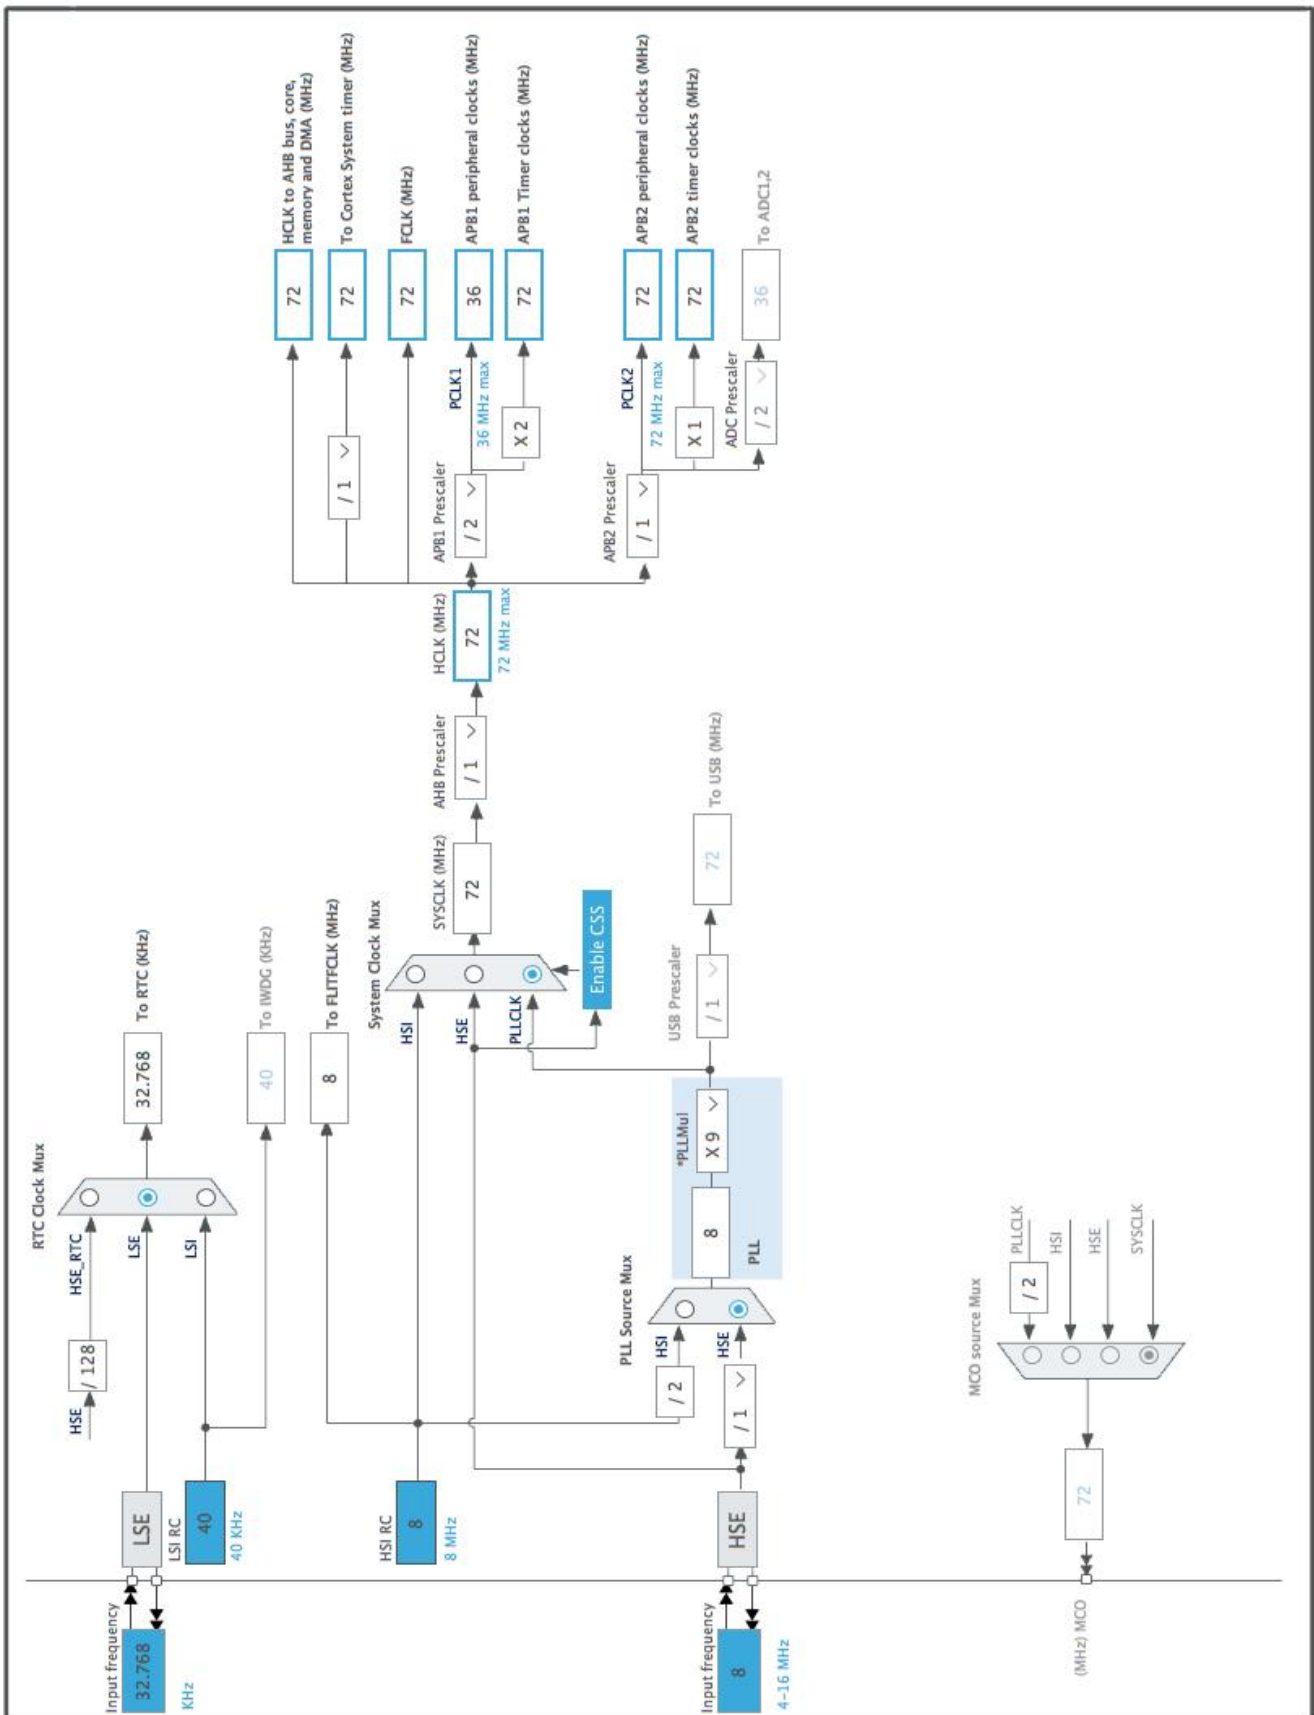 RTC Clock Mux
HSE
/ 128
HSE_RTC
LSE
LSI
32.768
To RTC (KHz)
Input frequency
32.768
KHz
LSE
LSI RC
40
40 KHz
40
To IWDG (KHz)
HSI RC
8
8 MHz
8
To FLITFCLK (MHz)
System Clock Mux
HSI
HSE
PLLCLK
Enable CSS
SYSCLK (MHz)
72
AHB Prescaler
/ 1
HCLK (MHz)
72
72 MHz max
72
HCLK to AHB bus, core,
memory and DMA (MHz)
/ 1
72
To Cortex System timer (MHz)
72
FCLK (MHz)
APB1 Prescaler
/ 2
PCLK1
36 MHz max
36
APB1 peripheral clocks (MHz)
X 2
72
APB1 Timer clocks (MHz)
APB2 Prescaler
/ 1
PCLK2
72 MHz max
72
APB2 peripheral clocks (MHz)
X 1
72
APB2 timer clocks (MHz)
ADC Prescaler
/ 2
36
To ADC1,2
Input frequency
8
4-16 MHz
HSE
PLL Source Mux
/ 2
HSI
/ 1
HSE
8
*PLLMul
X 9
PLL
USB Prescaler
/ 1
72
To USB (MHz)
MCO source Mux
/ 2
PLLCLK
HSI
HSE
SYSCLK
72
(MHz) MCO